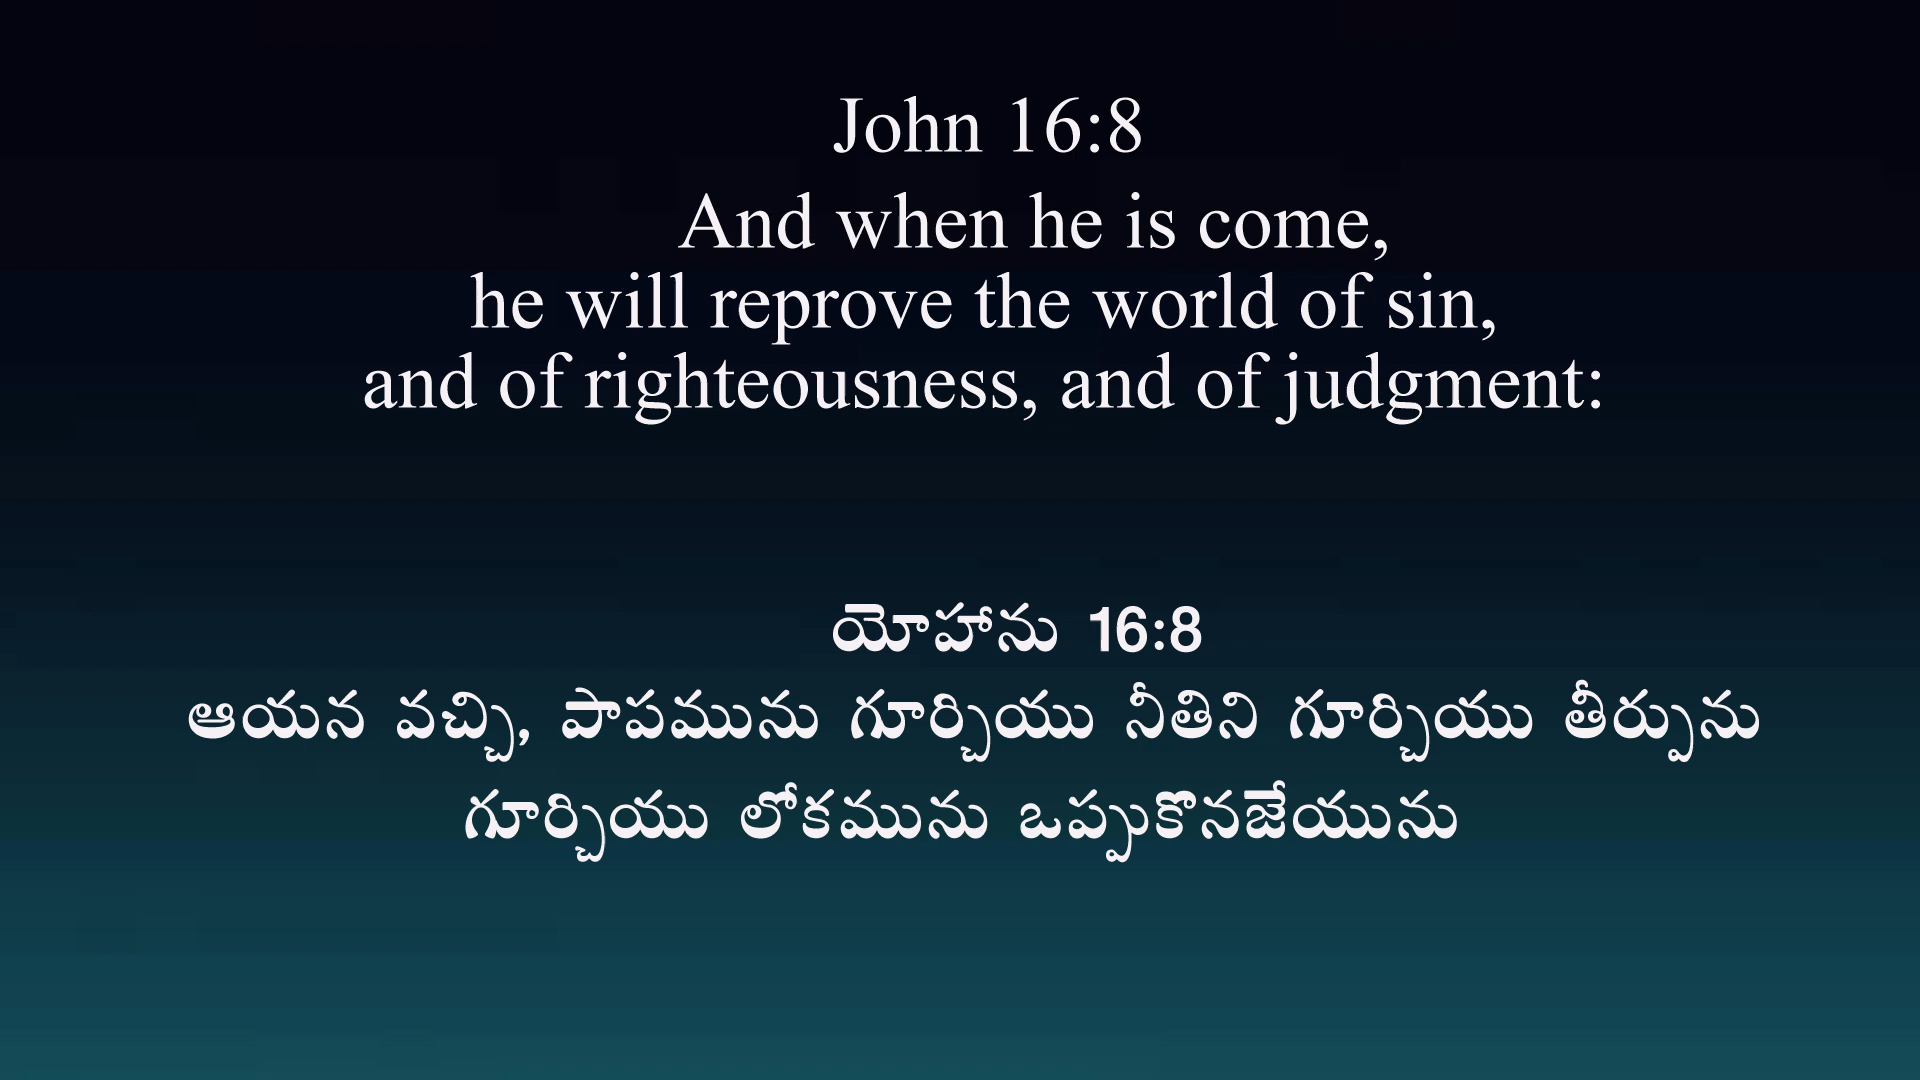 John 16:8
And when he is come,
he will reprove the world of sin,
and of righteousness, and of judgment:
యోహాను 16:8
ఆయన వచ్చి, పాపమును గూర్చియు నీతిని గూర్చియు తీర్పును
గూర్చియు లోకమును ఒప్పుకొనజేయును